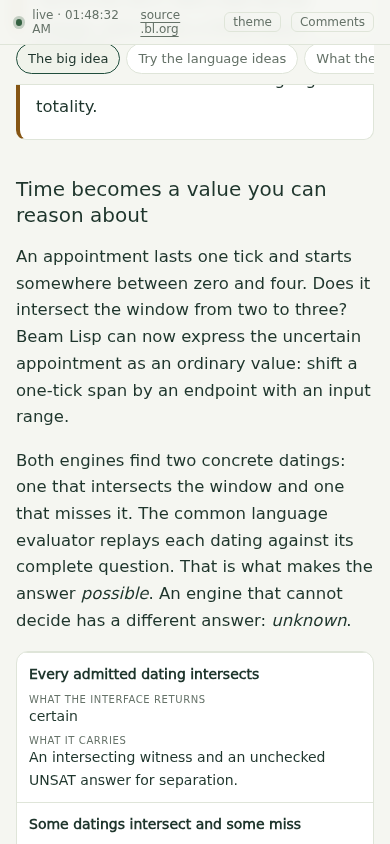 live · 01:48:32 AM
source.bl.org
theme
Comments
The big idea
Try the language ideas
What the
totality.
Time becomes a value you can
reason about
An appointment lasts one tick and starts
somewhere between zero and four. Does it
intersect the window from two to three?
Beam Lisp can now express the uncertain
appointment as an ordinary value: shift a
one-tick span by an endpoint with an input
range.
Both engines find two concrete datings:
one that intersects the window and one
that misses it. The common language
evaluator replays each dating against its
complete question. That is what makes the
answer possible. An engine that cannot
decide has a different answer: unknown.
Every admitted dating intersects
WHAT THE INTERFACE RETURNS
certain
WHAT IT CARRIES
An intersecting witness and an unchecked
UNSAT answer for separation.
Some datings intersect and some miss